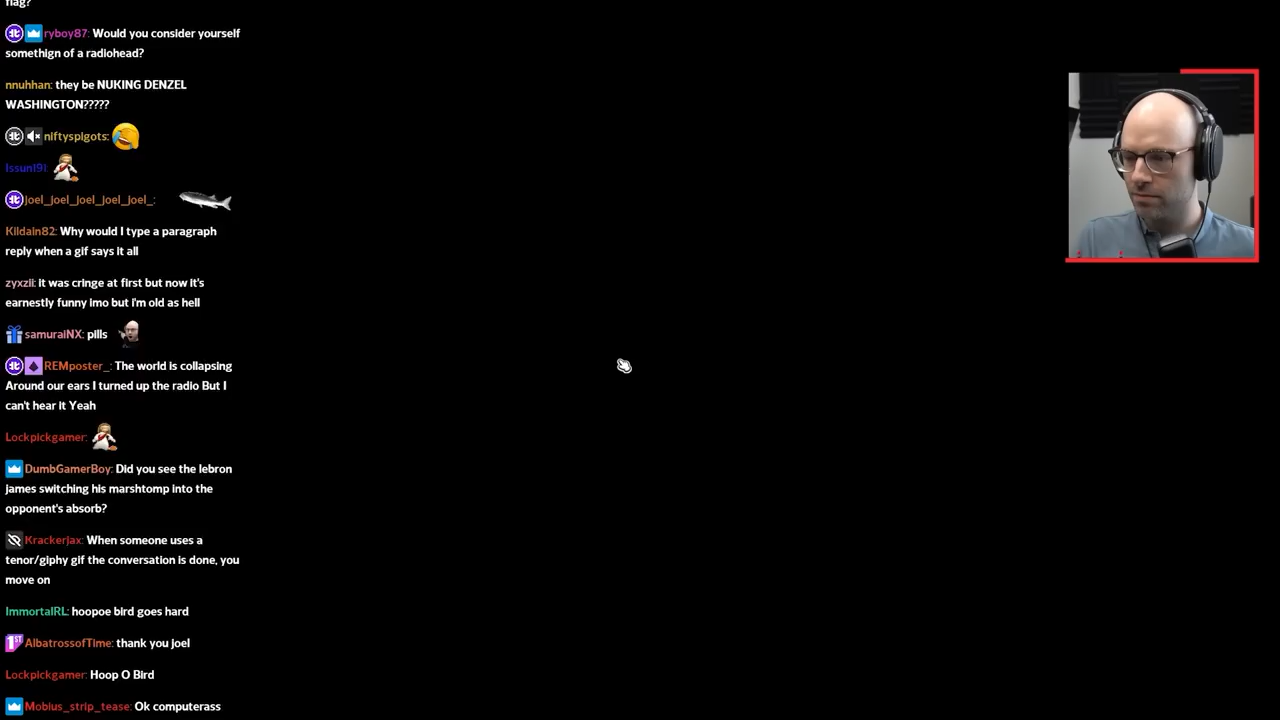 flag?
ryboy87: Would you consider yourself
somethign of a radiohead?
nnuhhan: they be NUKING DENZEL
WASHINGTON?????
niftyspigots:
Issun191:
joel_joel_joel_joel_joel_:
Kildain82: Why would I type a paragraph
reply when a gif says it all
zyxzii: it was cringe at first but now it's
earnestly funny imo but i'm old as hell
samuraiNX: pills
REMposter_: The world is collapsing
Around our ears I turned up the radio But I
can't hear it Yeah
Lockpickgamer:
DumbGamerBoy: Did you see the lebron
james switching his marshtomp into the
opponent's absorb?
Krackerjax: When someone uses a
tenor/giphy gif the conversation is done, you
move on
ImmortalRL: hoopoe bird goes hard
1ST AlbatrossofTime: thank you joel
Lockpickgamer: Hoop O Bird
Mobius_strip_tease: Ok computerass